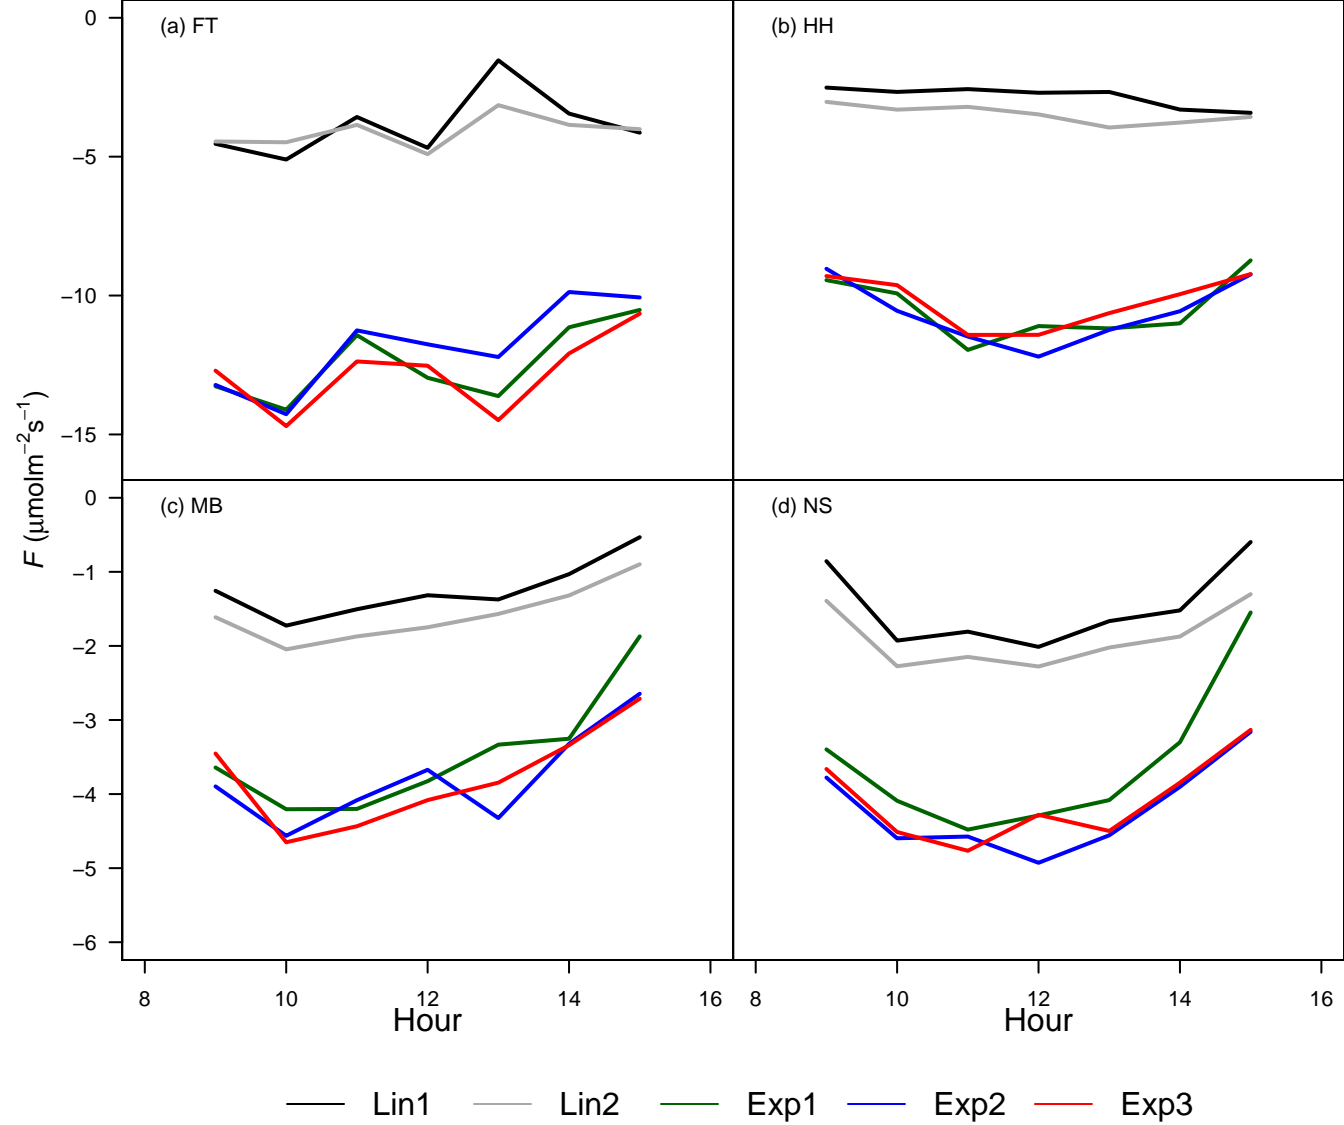 (a) FT
(b) HH
0
−5
−10
−15
F (μmolm−2s−1)
(c) MB
(d) NS
0
−1
−2
−3
−4
−5
−6
8 10 12 14 16 8 10 12 14 16
Hour Hour
Lin1 Lin2 Exp1 Exp2 Exp3